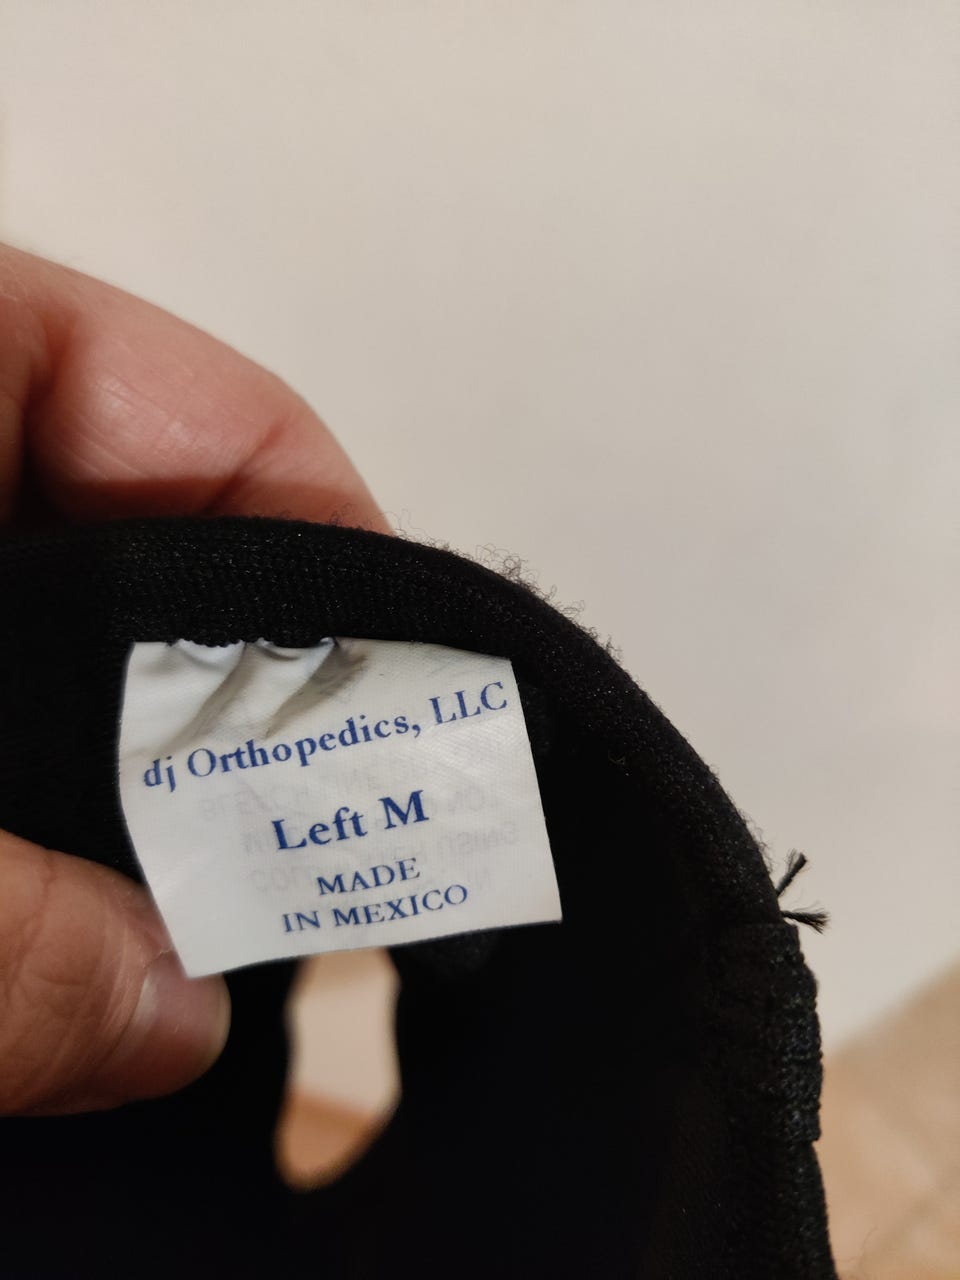 dj Orthopedics, LLC
Left M
MADE
IN MEXICO